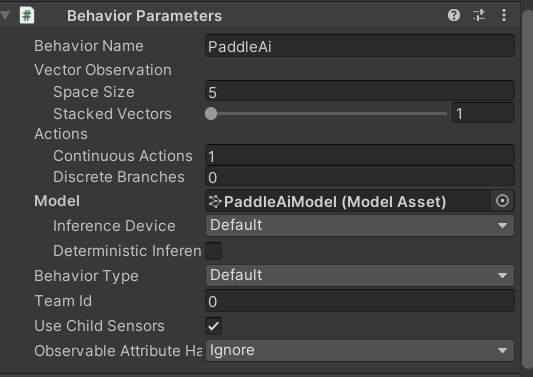 # Behavior Parameters
Behavior Name PaddleAi
Vector Observation
Space Size 5
Stacked Vectors 1
Actions
Continuous Actions 1
Discrete Branches 0
Model PaddleAiModel (Model Asset)
Inference Device Default
Deterministic Inferen
Behavior Type Default
Team Id 0
Use Child Sensors
Observable Attribute Ha Ignore